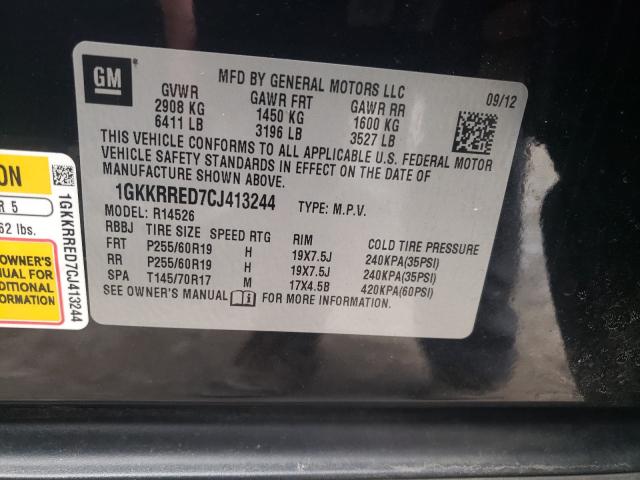 GM
MFD BY GENERAL MOTORS LLC
09/12
GVWR GAWR FRT GAWR RR
2908 KG 1450 KG 1600 KG
6411 LB 3196 LB 3527 LB
THIS VEHICLE CONFORMS TO ALL APPLICABLE U.S. FEDERAL MOTOR
VEHICLE SAFETY STANDARDS IN EFFECT ON THE DATE OF
MANUFACTURE SHOWN ABOVE.
1GKKRRED7CJ413244 TYPE: M.P.V.
MODEL: R14526
RBBJ TIRE SIZE SPEED RTG RIM COLD TIRE PRESSURE
FRT P255/60R19 H 19X7.5J 240KPA(35PSI)
RR P255/60R19 H 19X7.5J 240KPA(35PSI)
SPA T145/70R17 M 17X4.5B 420KPA(60PSI)
SEE OWNER'S MANUAL FOR MORE INFORMATION.
ON
R 5
62 lbs.
OWNER'S
NUAL FOR
DDITIONAL
ORMATION
1GKKRRED7CJ413244